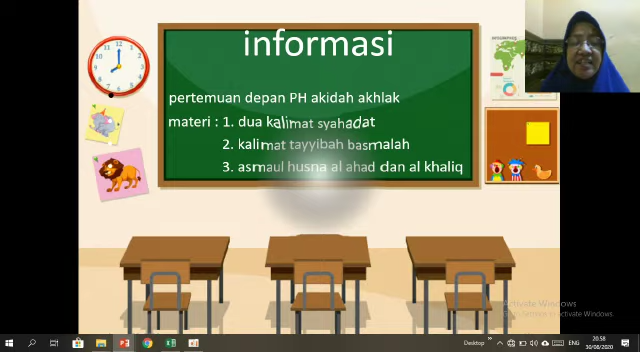 informasi
pertemuan depan PH akidah akhlak
materi : 1. dua kalimat syahadat
2. kalimat tayyibah basmalah
3. asmaul husna al ahad dan al khaliq
Activate Windows
Desktop
ENG
20.58
30/08/2020